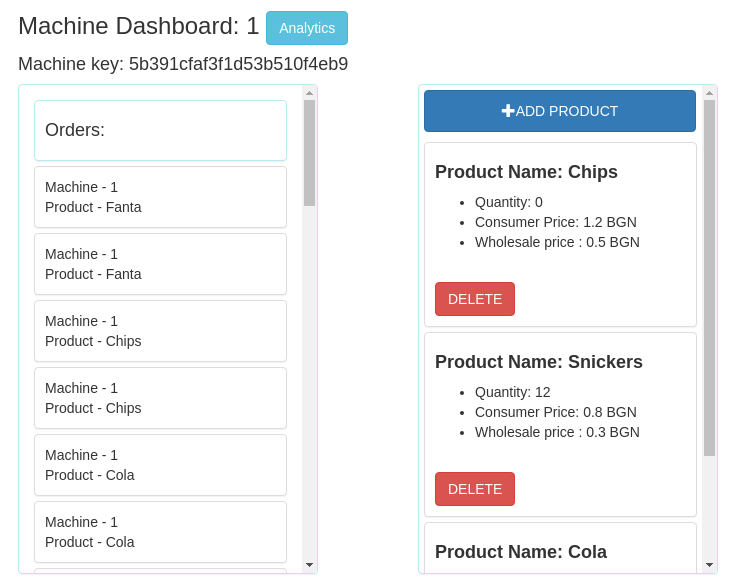 Machine Dashboard: 1 Analytics
Machine key: 5b391cfaf3f1d53b510f4eb9
Orders:
Machine - 1
Product - Fanta
Machine - 1
Product - Fanta
Machine - 1
Product - Chips
Machine - 1
Product - Chips
Machine - 1
Product - Cola
Machine - 1
Product - Cola
ADD PRODUCT
Product Name: Chips
Quantity: 0
Consumer Price: 1.2 BGN
Wholesale price : 0.5 BGN
DELETE
Product Name: Snickers
Quantity: 12
Consumer Price: 0.8 BGN
Wholesale price : 0.3 BGN
DELETE
Product Name: Cola